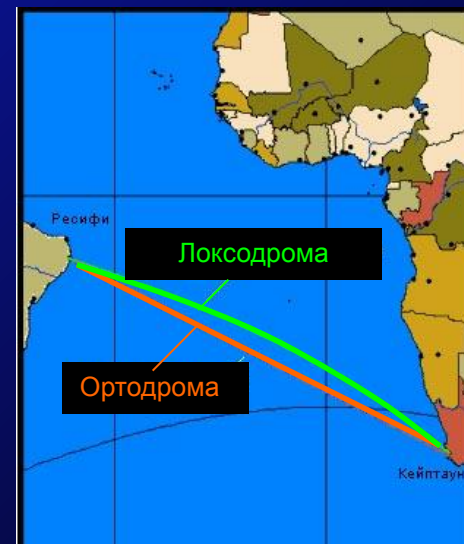 Ресифи
Локсодрома
Ортодрома
Кейптаун